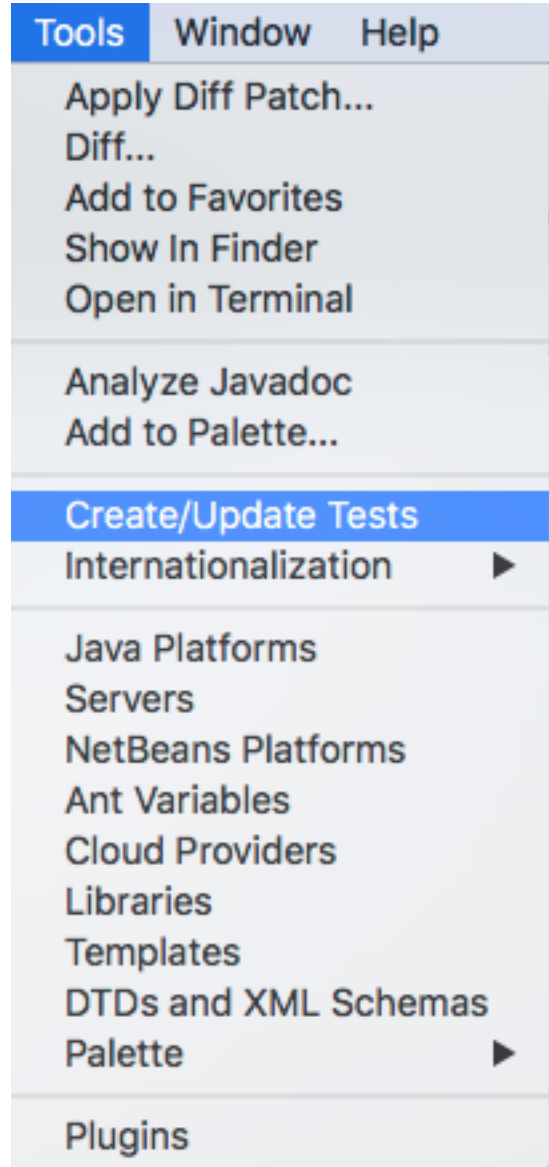 Tools Window Help
Apply Diff Patch...
Diff...
Add to Favorites
Show In Finder
Open in Terminal
Analyze Javadoc
Add to Palette...
Create/Update Tests
Internationalization
Java Platforms
Servers
NetBeans Platforms
Ant Variables
Cloud Providers
Libraries
Templates
DTDs and XML Schemas
Palette
Plugins